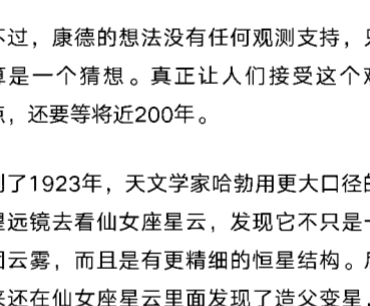 不过，康德的想法没有任何观测支持，只
算是一个猜想。真正让人们接受这个观
点，还要等将近200年。
到了1923年，天文学家哈勃用更大口径的
望远镜去看仙女座星云，发现它不只是一
团云雾，而且是有更精细的恒星结构。后
来还在仙女座星云里面发现了造父变星，